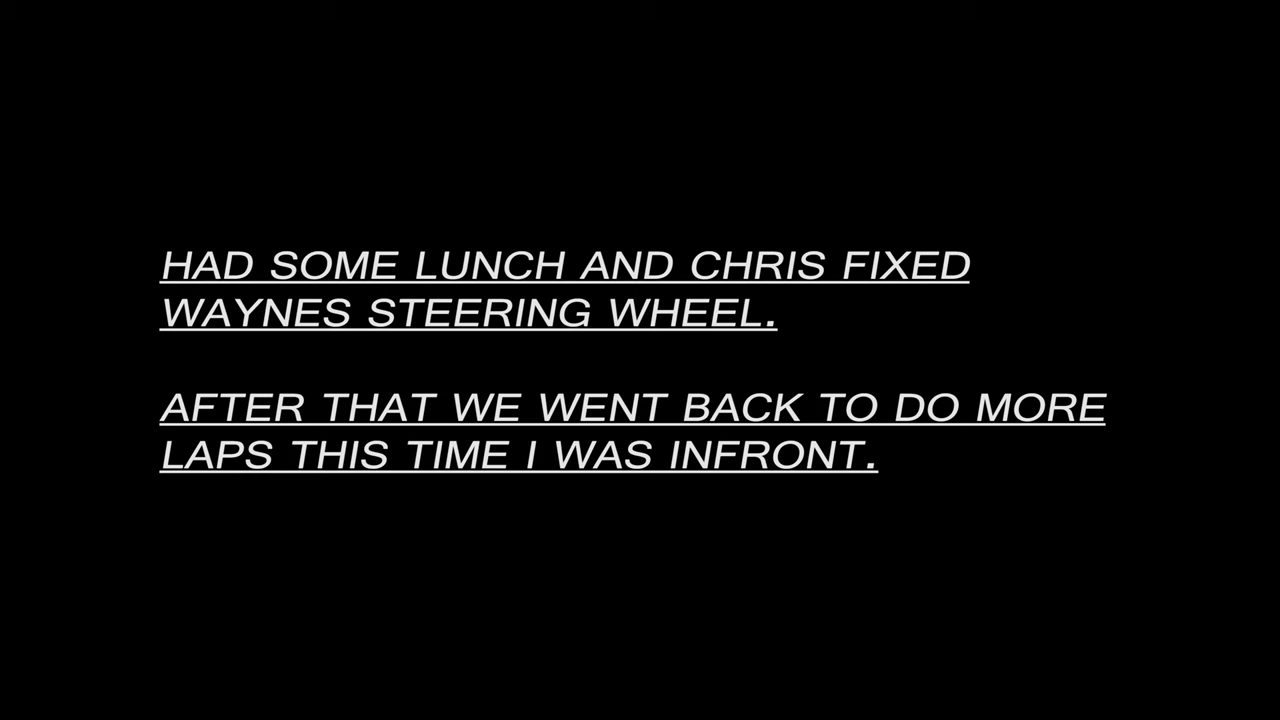 HAD SOME LUNCH AND CHRIS FIXED
WAYNES STEERING WHEEL.
AFTER THAT WE WENT BACK TO DO MORE
LAPS THIS TIME I WAS INFRONT.